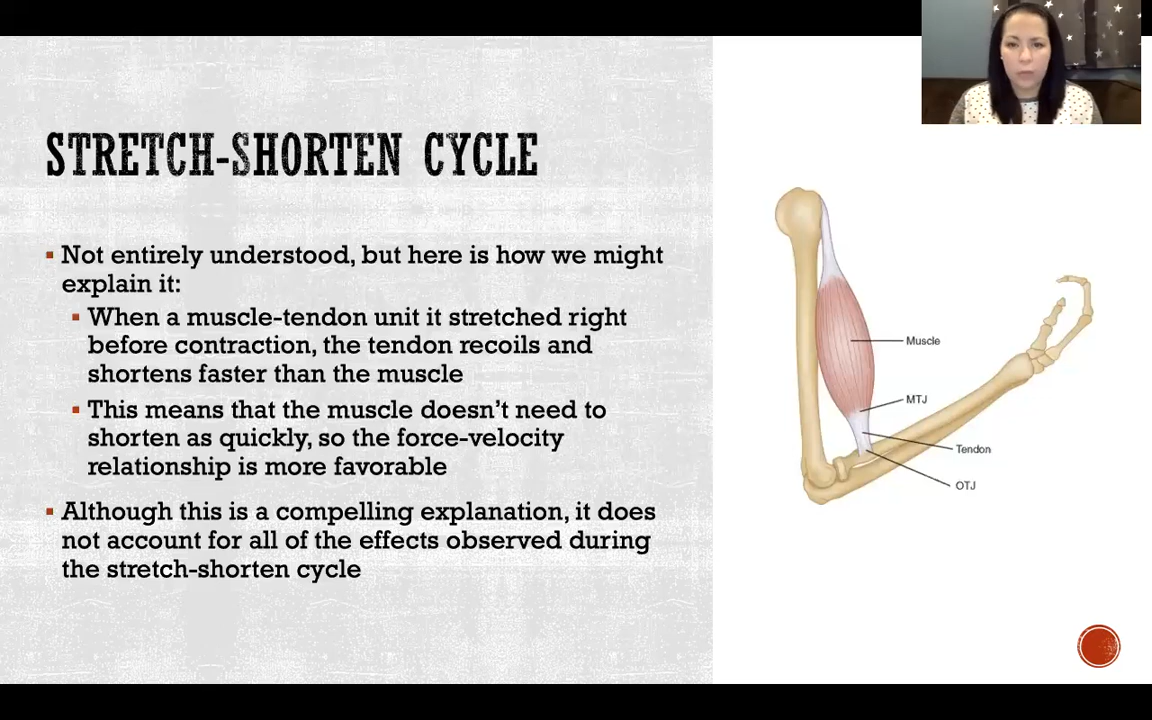 STRETCH-SHORTEN CYCLE
Not entirely understood, but here is how we might
explain it:
When a muscle-tendon unit it stretched right
before contraction, the tendon recoils and
shortens faster than the muscle
This means that the muscle doesn't need to
shorten as quickly, so the force-velocity
relationship is more favorable
Although this is a compelling explanation, it does
not account for all of the effects observed during
the stretch-shorten cycle
Muscle
MTJ
Tendon
OTJ